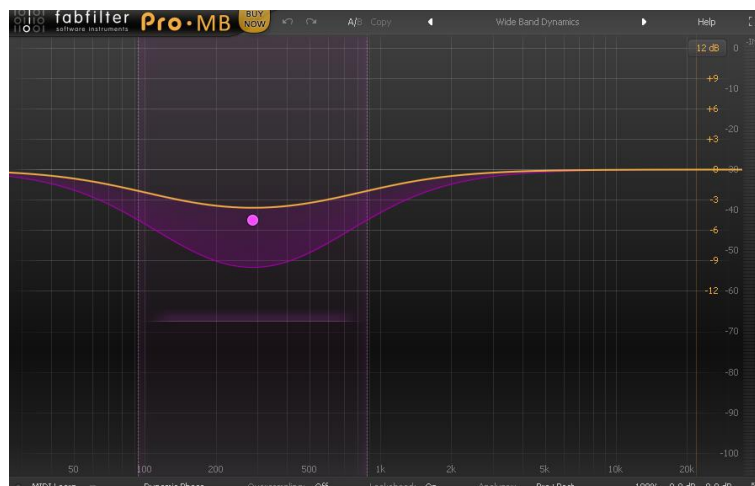 fabfilter
software instruments
Pro·MB
BUY
NOW
A/B Copy
Wide Band Dynamics
Help
12 dB 0
+9
-10
+6
-20
+3
0 -30
-3
-40
-6
-50
-9
-12 -60
-70
-80
-90
50 100 200 500 1k 2k 5k 10k 20k -100
MIDI Learn Dynamic Phase Oversampling: Off Lookahead: On Analyzer: Pre+Post 100% 0.0 dB 0.0 dB